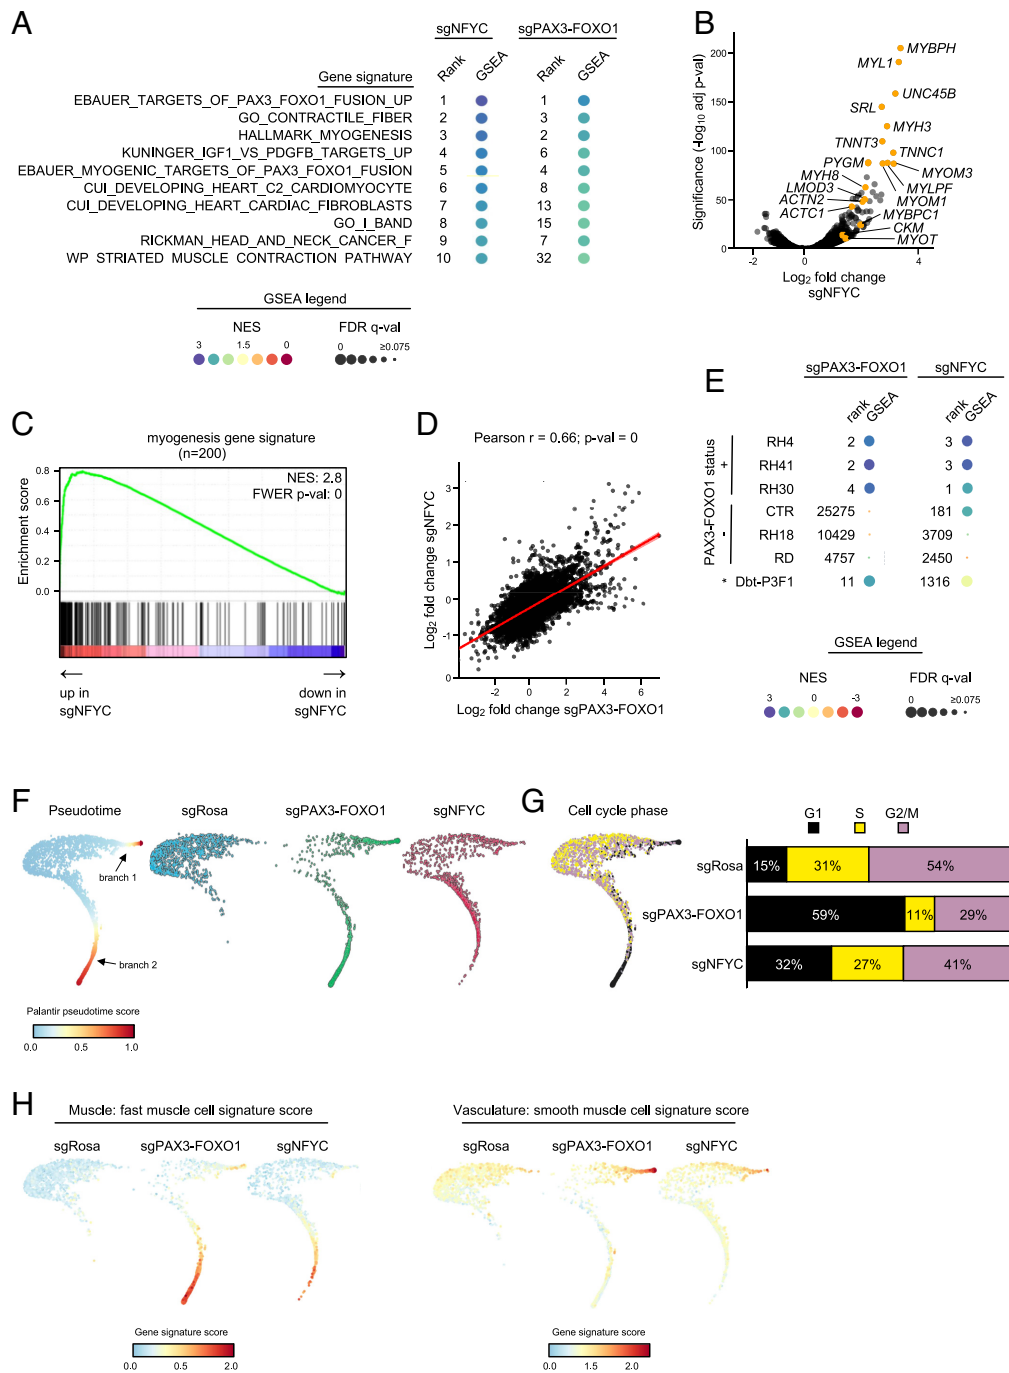 A
sgNFYC sgPAX3-FOXO1
Gene signature Rank GSEA Rank GSEA
EBAUER_TARGETS_OF_PAX3_FOXO1_FUSION_UP 1 1
GO_CONTRACTILE_FIBER 2 3
HALLMARK_MYOGENESIS 3 2
KUNINGER_IGF1_VS_PDGFB_TARGETS_UP 4 6
EBAUER_MYOGENIC_TARGETS_OF_PAX3_FOXO1_FUSION 5 4
CUI_DEVELOPING_HEART_C2_CARDIOMYOCYTE 6 8
CUI_DEVELOPING_HEART_CARDIAC_FIBROBLASTS 7 13
GO_I_BAND 8 15
RICKMAN_HEAD_AND_NECK_CANCER_F 9 7
WP STRIATED MUSCLE CONTRACTION PATHWAY 10 32
GSEA legend
NES FDR q-val
3 1.5 0 0 ≥0.075
B
Significance (-log10 adj p-val)
200
150
100
50
0
-2 0 4
Log2 fold change
sgNFYC
MYBPH
MYL1
UNC45B
SRL
MYH3
TNNT3
TNNC1
PYGM
MYOM3
MYH8
MYLPF
LMOD3
MYOM1
ACTN2
MYBPC1
ACTC1
CKM
MYOT
C
myogenesis gene signature
(n=200)
NES: 2.8
FWER p-val: 0
Enrichment score
0.8
0.6
0.4
0.2
0.0
up in
sgNFYC
down in
sgNFYC
D
Pearson r = 0.66; p-val = 0
Log2 fold change sgNFYC
3
2
1
0
-1
0
-2 0 2 4 6
Log2 fold change sgPAX3-FOXO1
E
sgPAX3-FOXO1 sgNFYC
rank GSEA rank GSEA
PAX3-FOXO1 status
+
-
RH4 2 3
RH41 2 3
RH30 4 1
CTR 25275 181
RH18 10429 3709
RD 4757 2450
* Dbt-P3F1 11 1316
GSEA legend
NES FDR q-val
3 0 -3 0 ≥0.075
F
Pseudotime sgRosa sgPAX3-FOXO1 sgNFYC
branch 1
branch 2
Palantir pseudotime score
0.0 0.5 1.0
G
Cell cycle phase
G1 S G2/M
sgRosa 15% 31% 54%
sgPAX3-FOXO1 59% 11% 29%
sgNFYC 32% 27% 41%
H
Muscle: fast muscle cell signature score
sgRosa sgPAX3-FOXO1 sgNFYC
Gene signature score
0.0 0.5 2.0
Vasculature: smooth muscle cell signature score
sgRosa sgPAX3-FOXO1 sgNFYC
Gene signature score
0.0 1.5 2.0